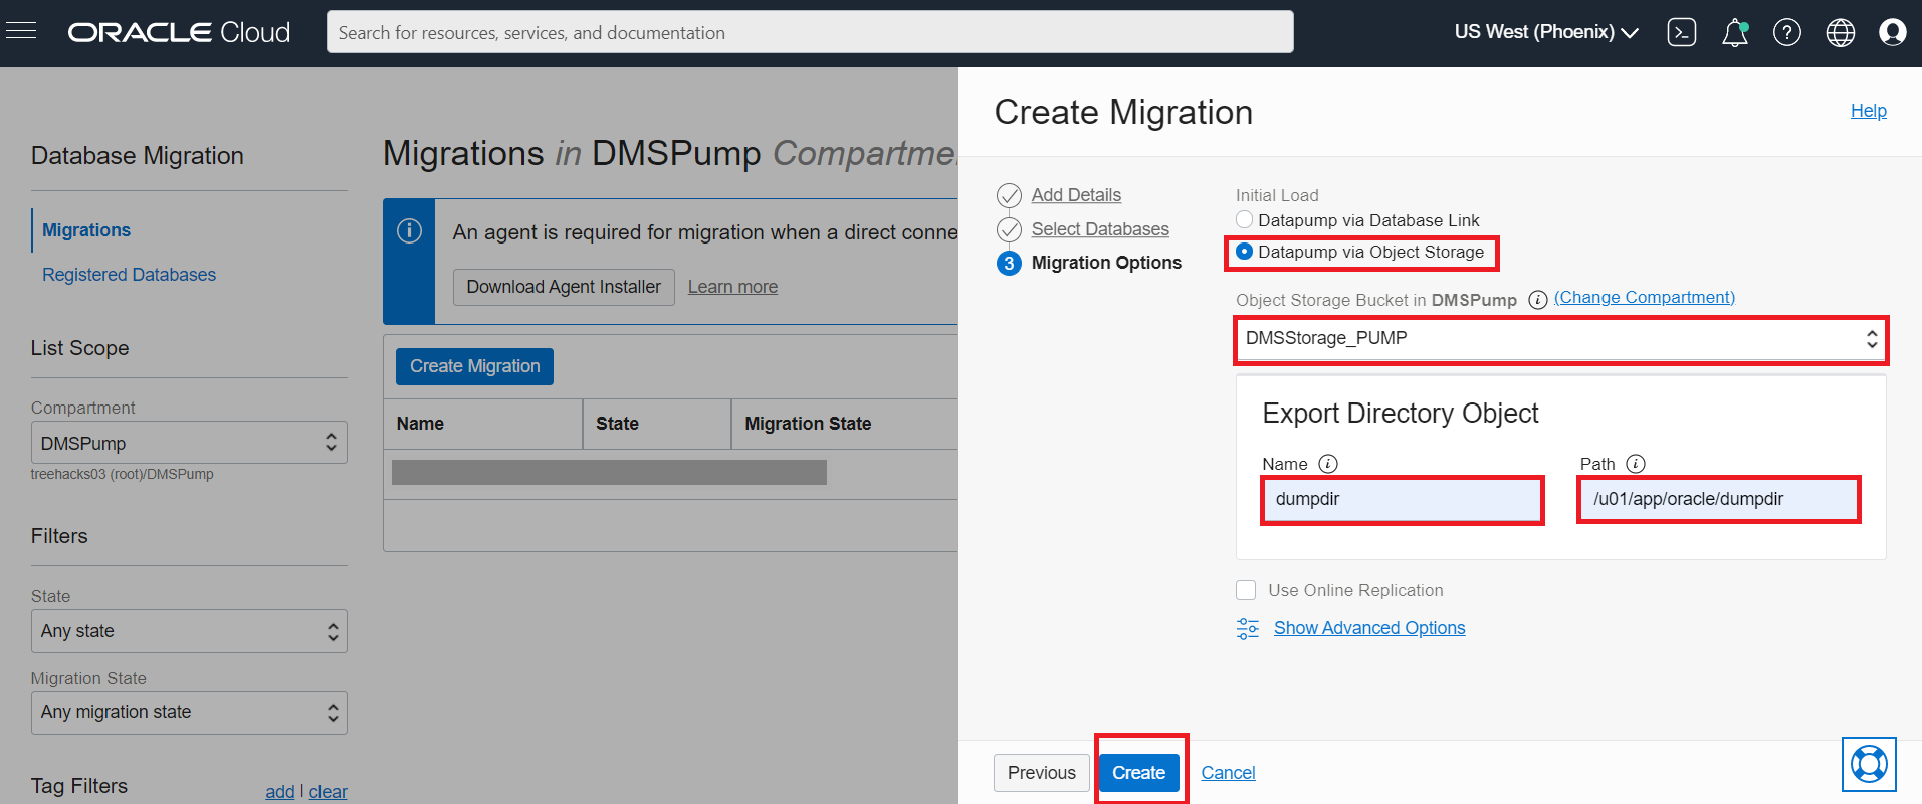 ORACLE Cloud
Search for resources, services, and documentation
US West (Phoenix)
Database Migration
Migrations
Registered Databases
List Scope
Compartment
DMSPump
treehacks03 (root)/DMSPump
Filters
State
Any state
Migration State
Any migration state
Tag Filters
add | clear
Migrations in DMSPump Compartme
An agent is required for migration when a direct conne
Download Agent Installer
Learn more
Create Migration
Name
State
Migration State
Create Migration
Help
Add Details
Select Databases
3 Migration Options
Initial Load
Datapump via Database Link
Datapump via Object Storage
Object Storage Bucket in DMSPump (Change Compartment)
DMSStorage_PUMP
Export Directory Object
Name
dumpdir
Path
/u01/app/oracle/dumpdir
Use Online Replication
Show Advanced Options
Previous
Create
Cancel